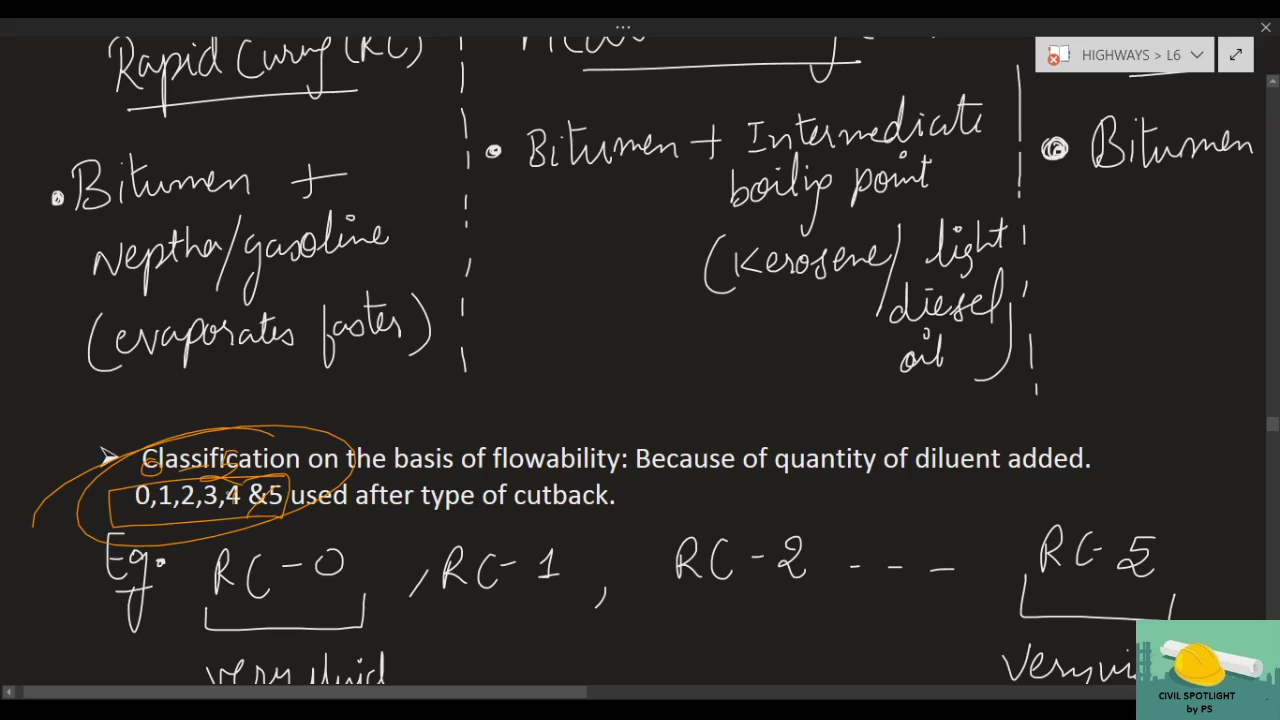 HIGHWAYS > L6
Rapid Curing (RC)
• Bitumen +
Neptha/gasoline
(evaporates faster)
• Bitumen + Intermediate
boiling point
(Kerosene/ light
diesel
oil)
• Bitumen
Classification on the basis of flowability: Because of quantity of diluent added.
0,1,2,3,4 &5 used after type of cutback.
Eg. RC - 0 , RC - 1 , RC - 2 - - - RC - 5
very fluid
CIVIL SPOTLIGHT
by PS